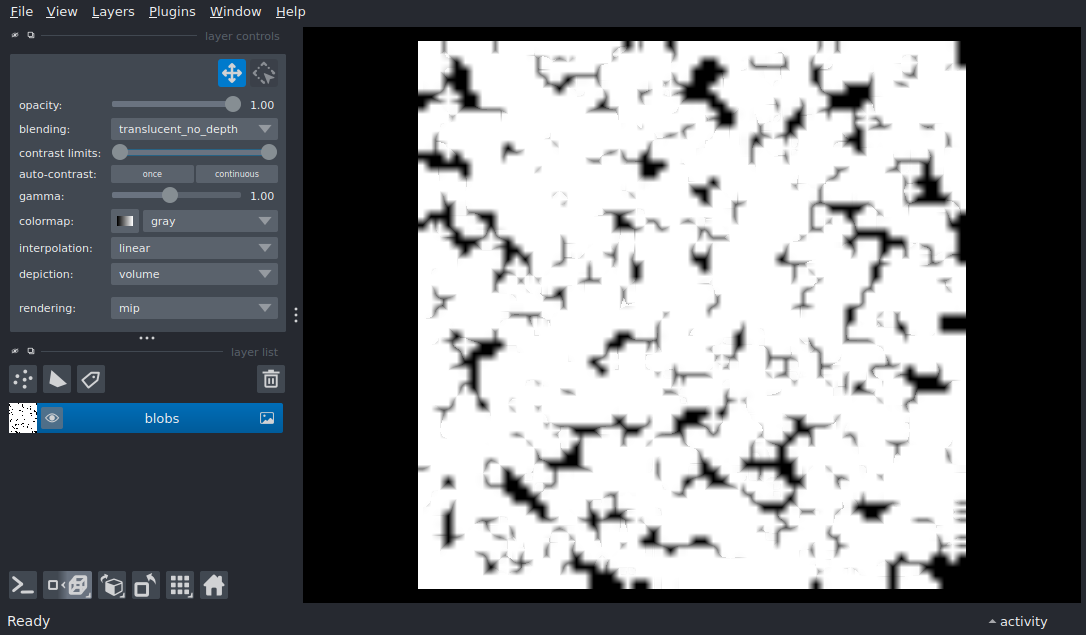 File View Layers Plugins Window Help
layer controls
opacity: 1.00
blending: translucent_no_depth
contrast limits:
auto-contrast: once continuous
gamma: 1.00
colormap: gray
interpolation: linear
depiction: volume
rendering: mip
layer list
blobs
Ready activity